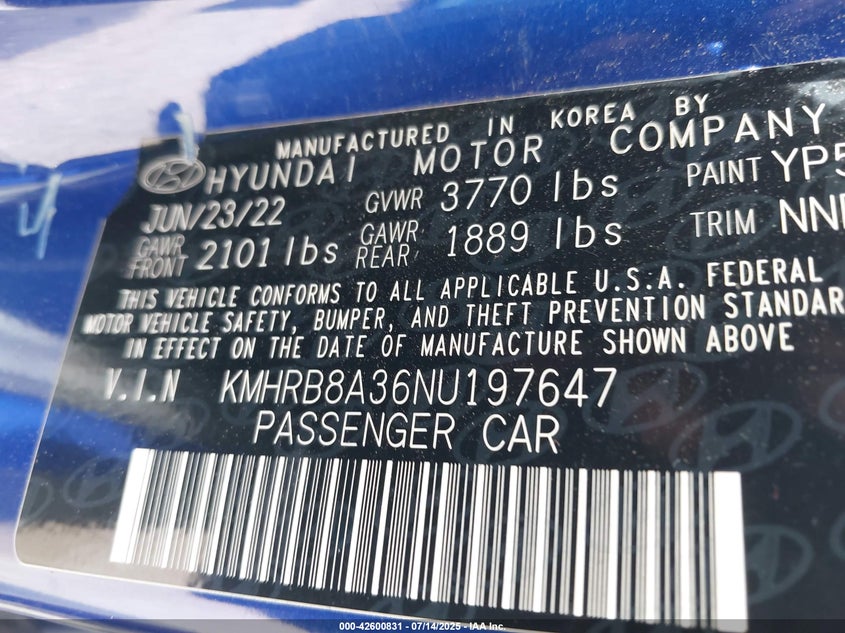 MANUFACTURED IN KOREA BY
HYUNDAI MOTOR COMPANY
JUN/23/22 GVWR 3770 lbs PAINT YP5
GAWR FRONT 2101 lbs GAWR REAR 1889 lbs TRIM NN
THIS VEHICLE CONFORMS TO ALL APPLICABLE U.S.A. FEDERAL
MOTOR VEHICLE SAFETY, BUMPER, AND THEFT PREVENTION STANDAR
IN EFFECT ON THE DATE OF MANUFACTURE SHOWN ABOVE
V.I.N KMHRB8A36NU197647
PASSENGER CAR
000-42600831 - 07/14/2025 - IAA Inc.